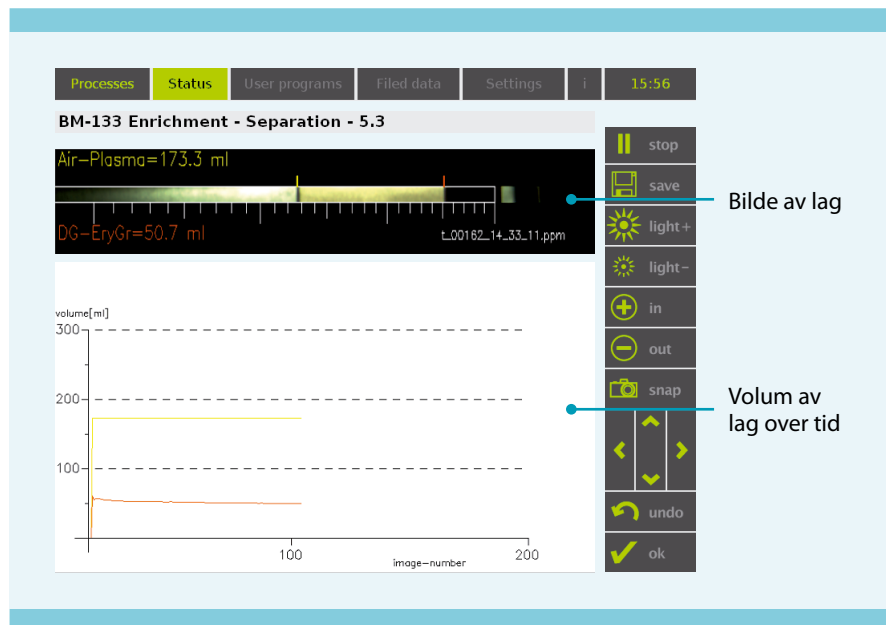 Processes Status User programs Filed data Settings i 15:56
BM-133 Enrichment - Separation - 5.3
Air-Plasma=173.3 ml
DG-EryGr=50.7 ml
t_00162_14_33_11.ppm
stop
save
light+
light-
in
out
snap
undo
ok
Bilde av lag
Volum av
lag over tid
volume[ml]
300
200
100
100
image-number
200